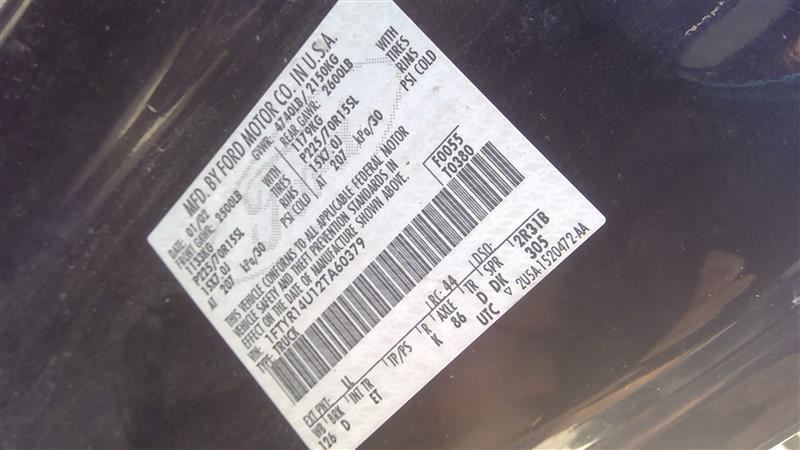 MFD. BY FORD MOTOR CO. IN U.S.A.
DATE: 01/02 GVWR: 4740LB/ 2150KG
FRONT GAWR: 2500LB REAR GAWR: 2600LB
1133KG WITH 1179KG WITH
P225/70R15SL TIRES P225/70R15SL TIRES
15X7.0J RIMS 15X7.0J RIMS
AT 207 kPa/30 PSI COLD AT 207 kPa/30 PSI COLD
THIS VEHICLE CONFORMS TO ALL APPLICABLE FEDERAL MOTOR
VEHICLE SAFETY AND THEFT PREVENTION STANDARDS IN
EFFECT ON THE DATE OF MANUFACTURE SHOWN ABOVE.
VIN: 1FTYR14U12TA60379
TYPE: TRUCK
F0055
T0380
EXT PNT: LL RC: 44 DSO:
WB BRK INT TR TP/PS R AXLE TR SPR
126 D ET K 86 D DK 2R31B
305
UTC ▽ 2U5A-1520472-AA